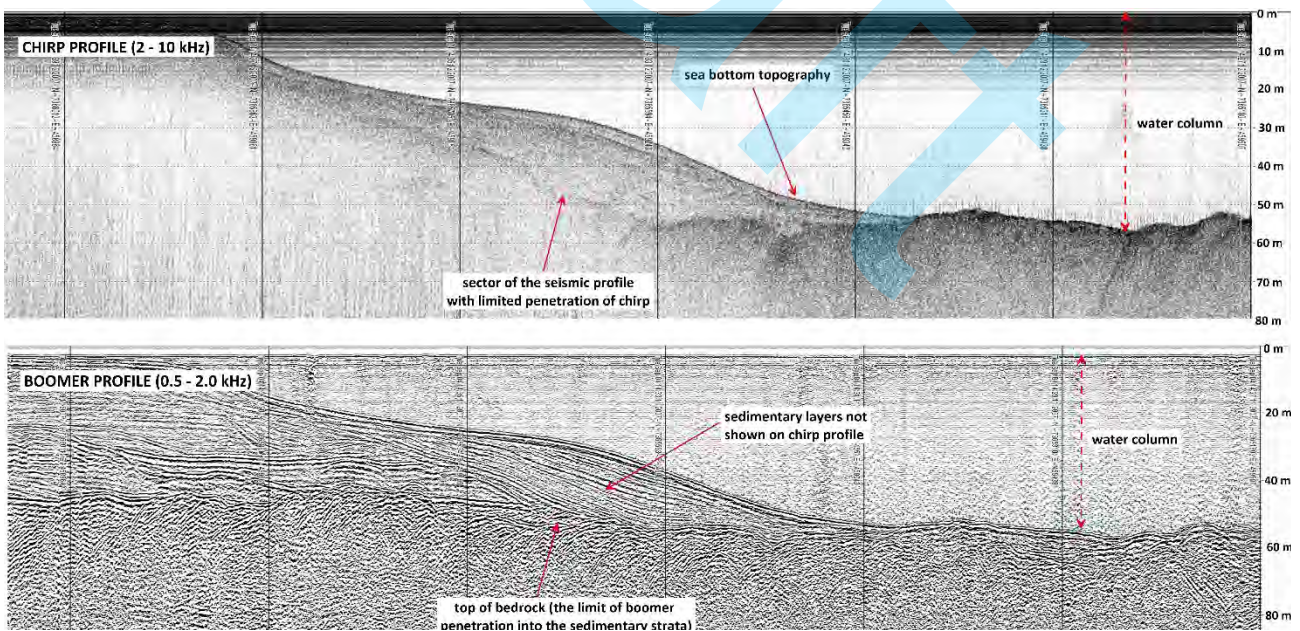 0 m
CHIRP PROFILE (2 - 10 kHz)
10 m
sea bottom topography
20 m
water column
30 m
40 m
50 m
60 m
sector of the seismic profile
with limited penetration of chirp
70 m
80 m
0 m
BOOMER PROFILE (0.5 - 2.0 kHz)
20 m
sedimentary layers not
shown on chirp profile
water column
40 m
60 m
top of bedrock (the limit of boomer
penetration into the sedimentary strata)
80 m